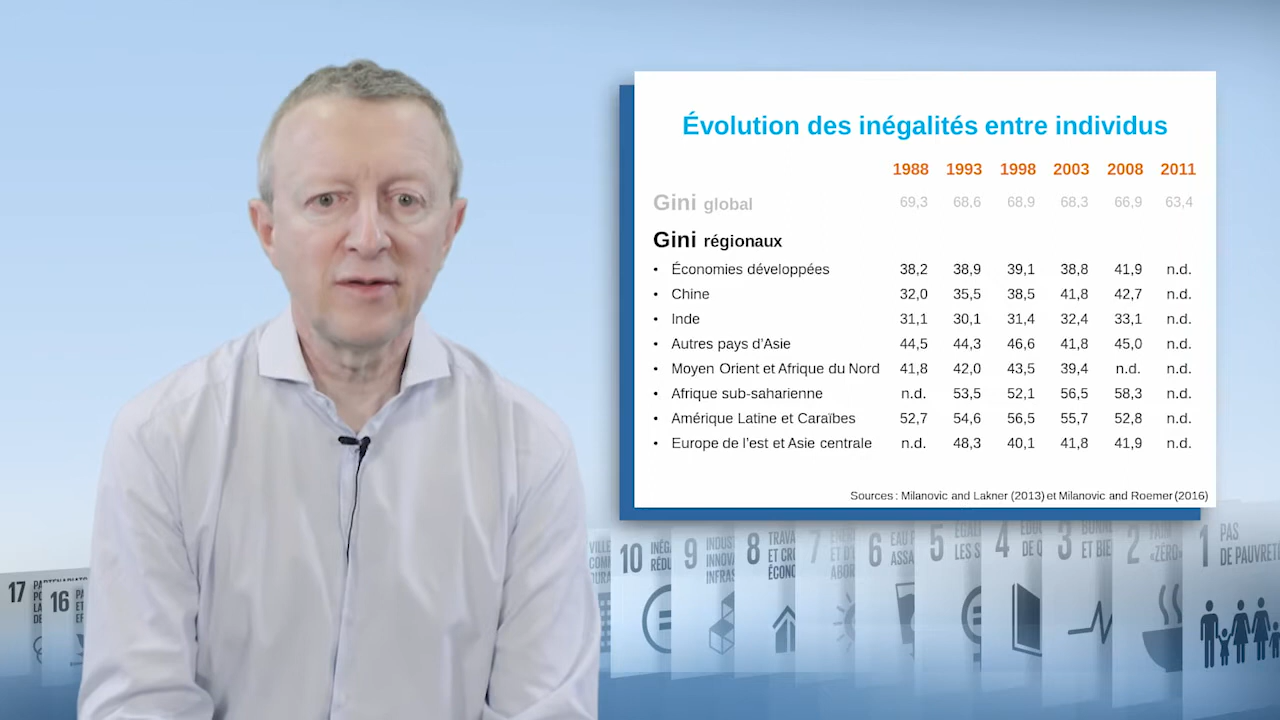 Évolution des inégalités entre individus
1988 1993 1998 2003 2008 2011
Gini global 69,3 68,6 68,9 68,3 66,9 63,4
Gini régionaux
• Économies développées 38,2 38,9 39,1 38,8 41,9 n.d.
• Chine 32,0 35,5 38,5 41,8 42,7 n.d.
• Inde 31,1 30,1 31,4 32,4 33,1 n.d.
• Autres pays d'Asie 44,5 44,3 46,6 41,8 45,0 n.d.
• Moyen Orient et Afrique du Nord 41,8 42,0 43,5 39,4 n.d. n.d.
• Afrique sub-saharienne n.d. 53,5 52,1 56,5 58,3 n.d.
• Amérique Latine et Caraïbes 52,7 54,6 56,5 55,7 52,8 n.d.
• Europe de l'est et Asie centrale n.d. 48,3 40,1 41,8 41,9 n.d.
Sources : Milanovic and Lakner (2013) et Milanovic and Roemer (2016)
17
16
10
9
8
7
6
5
4
3
ET
2
«ZÉRO»
1 PAS
DE